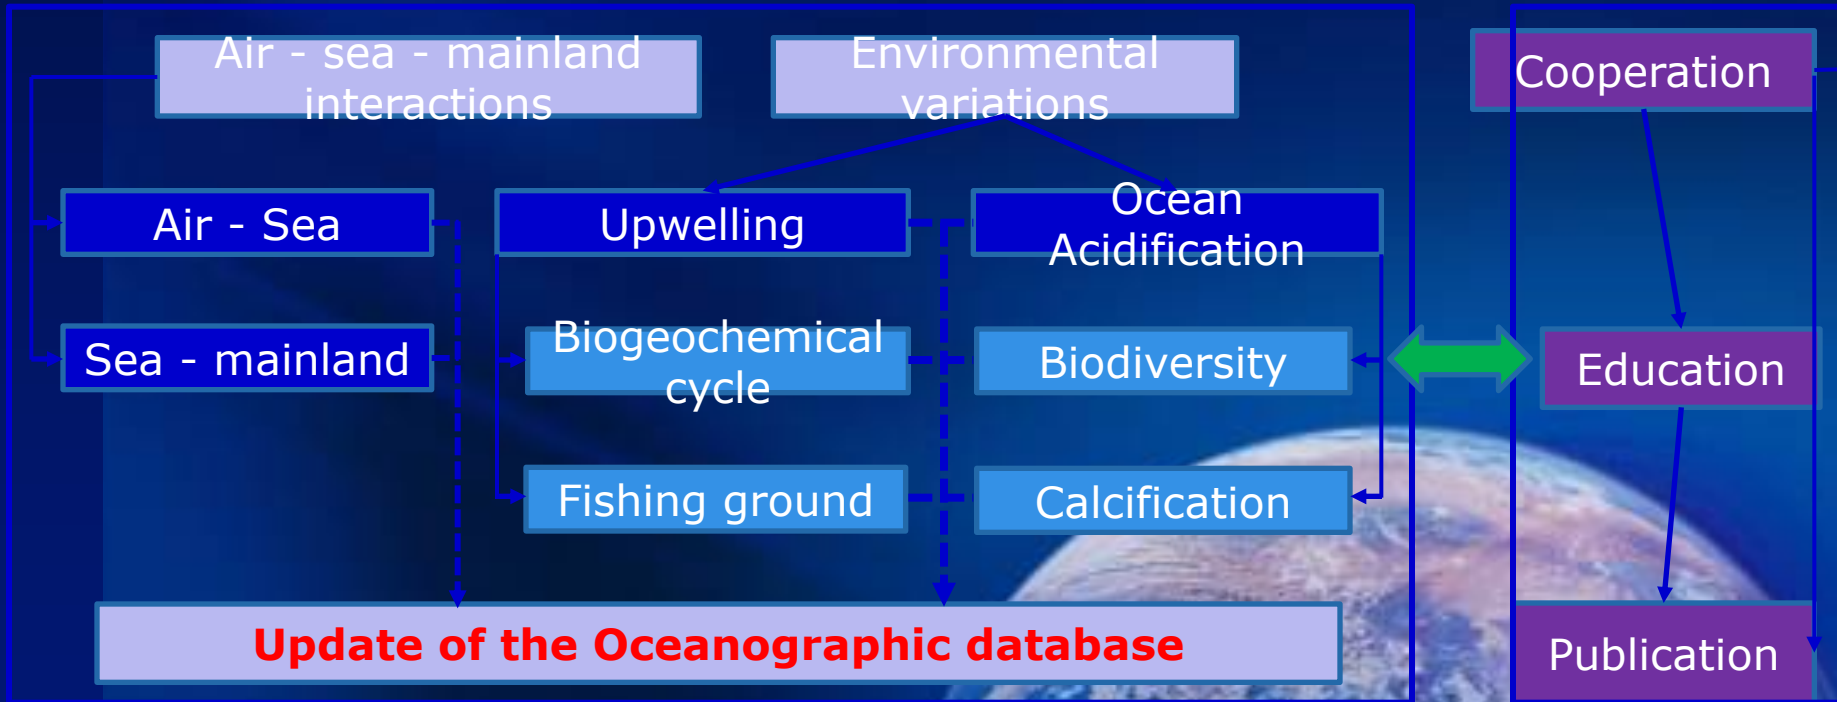 Air - sea - mainland
interactions
Environmental
variations
Cooperation
Air - Sea
Upwelling
Ocean
Acidification
Sea - mainland
Biogeochemical
cycle
Biodiversity
Education
Fishing ground
Calcification
Update of the Oceanographic database
Publication